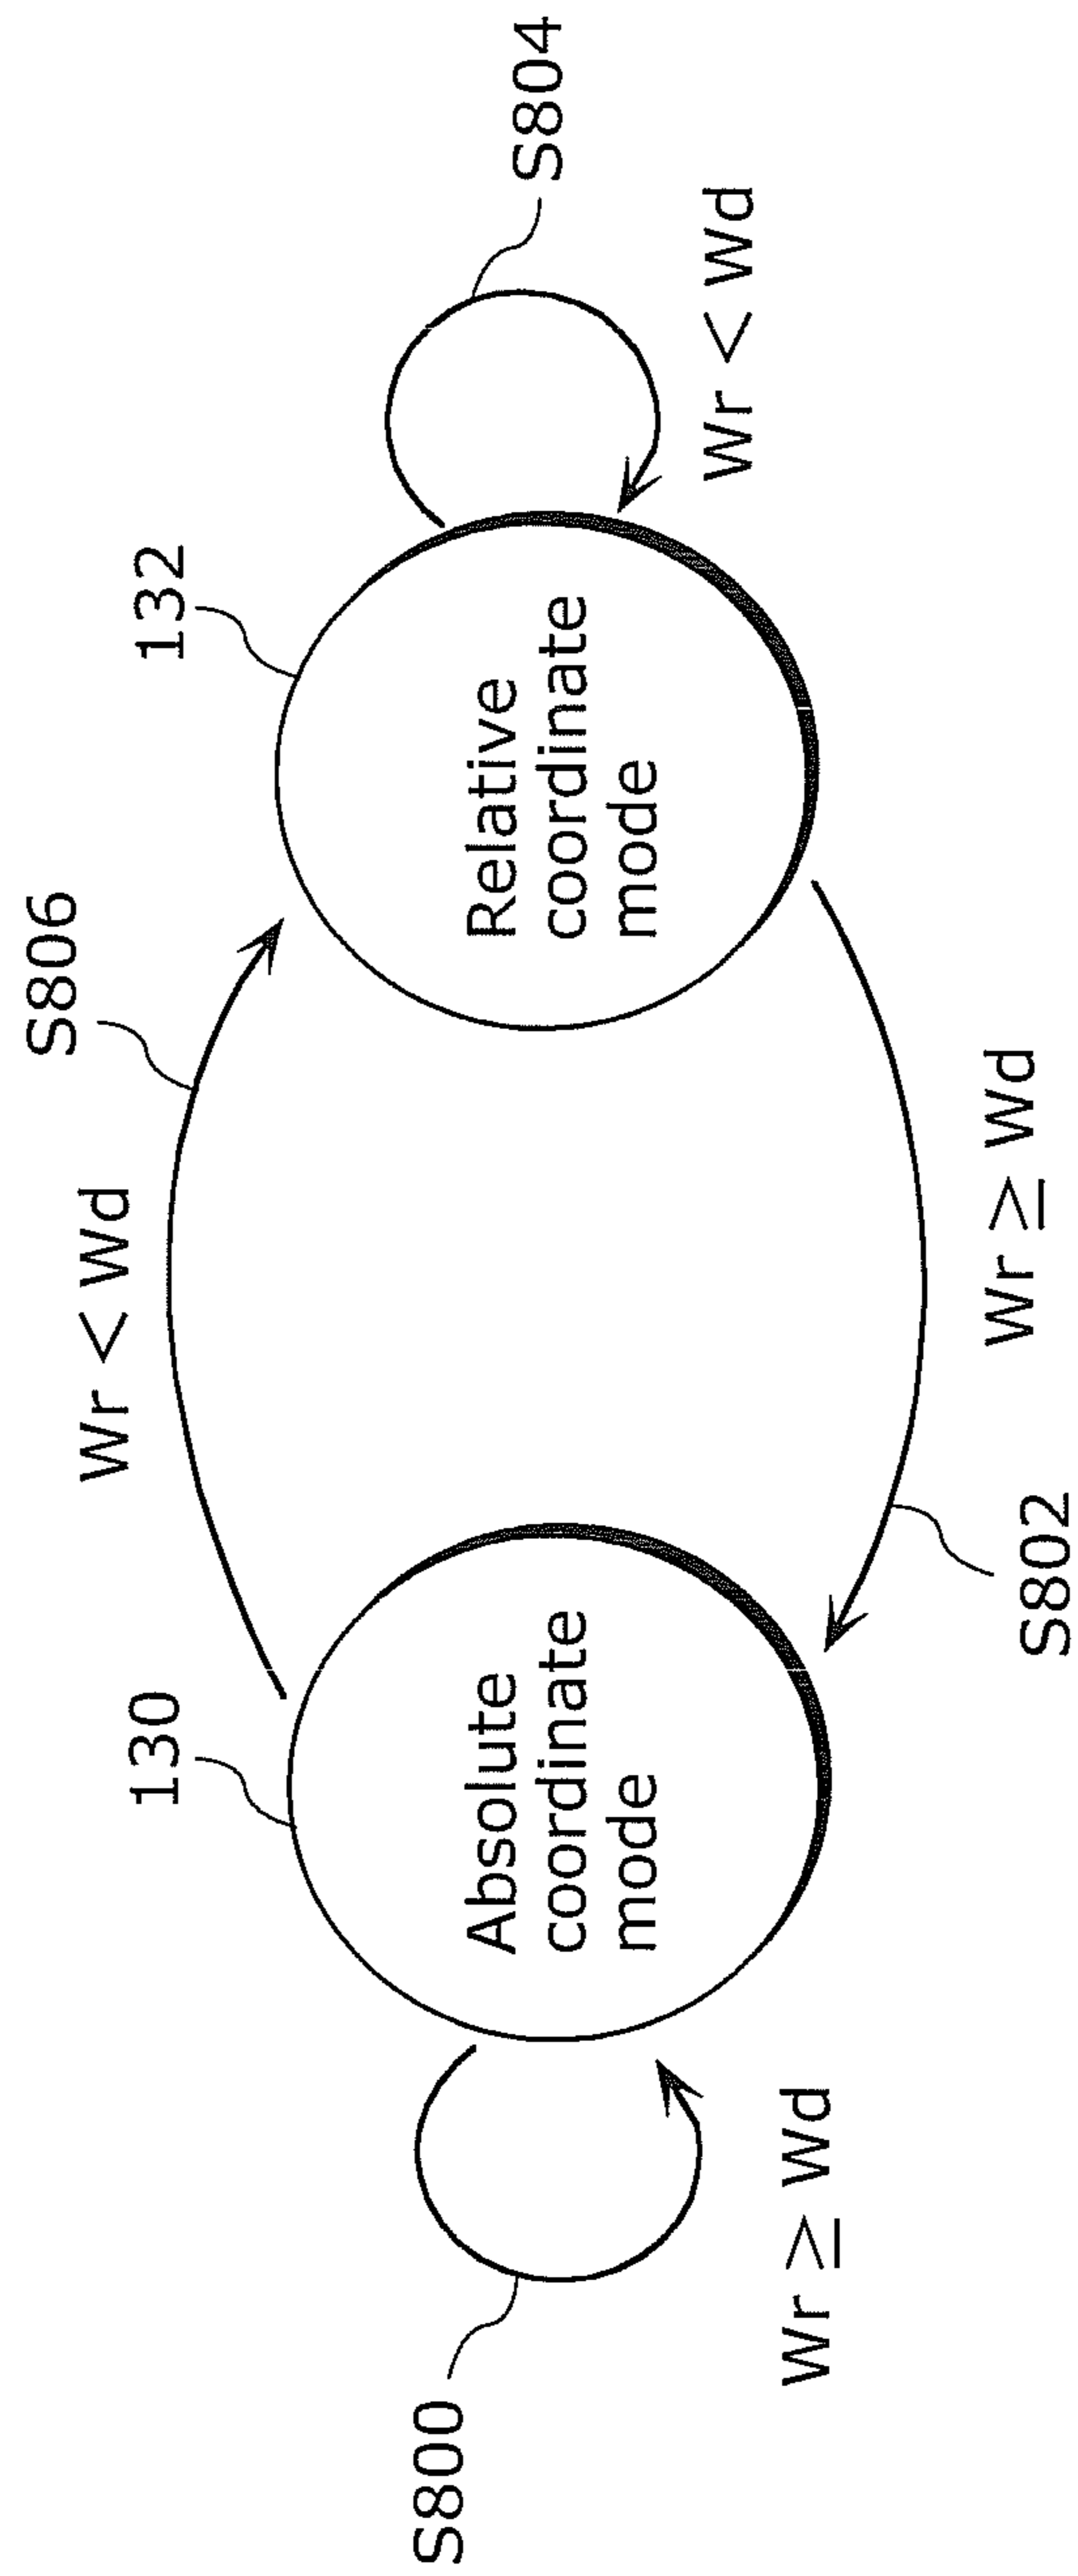 S806
Wr < Wd
130
132
S804
S800
Absolute
coordinate
mode
Relative
coordinate
mode
Wr < Wd
Wr ≥ Wd
Wr ≥ Wd
S802